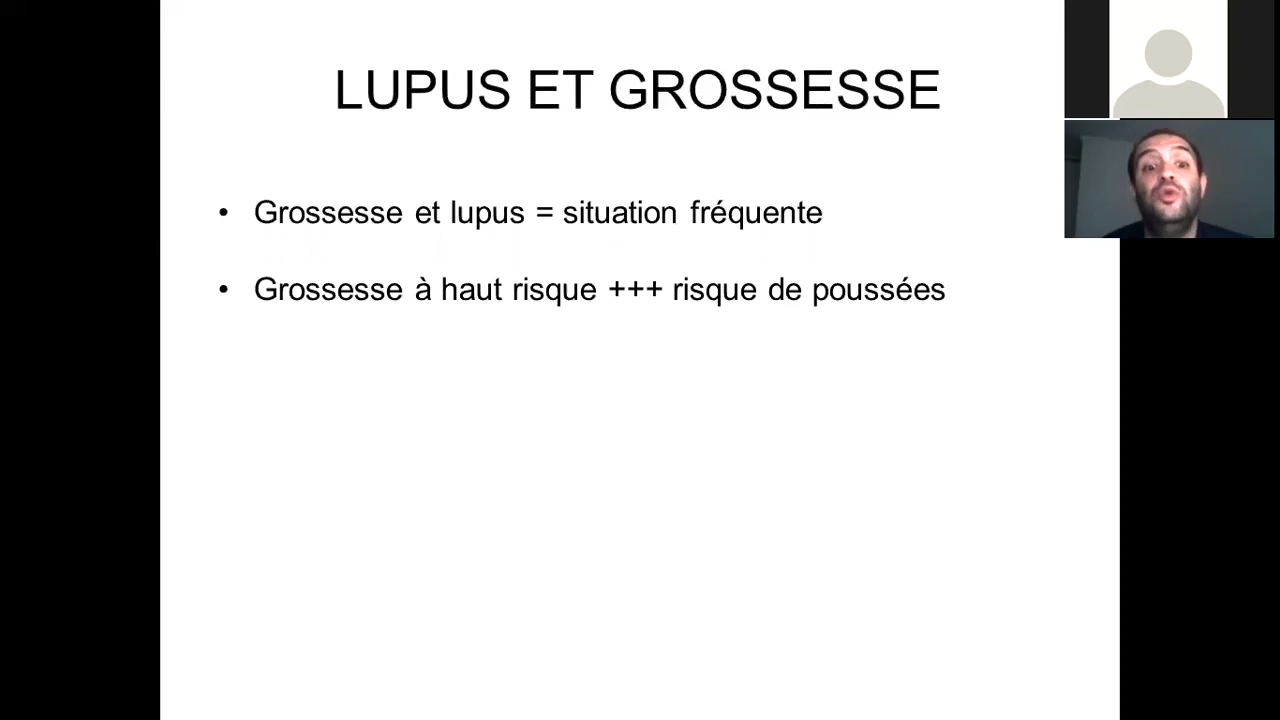 LUPUS ET GROSSESSE
• Grossesse et lupus = situation fréquente
• Grossesse à haut risque +++ risque de poussées